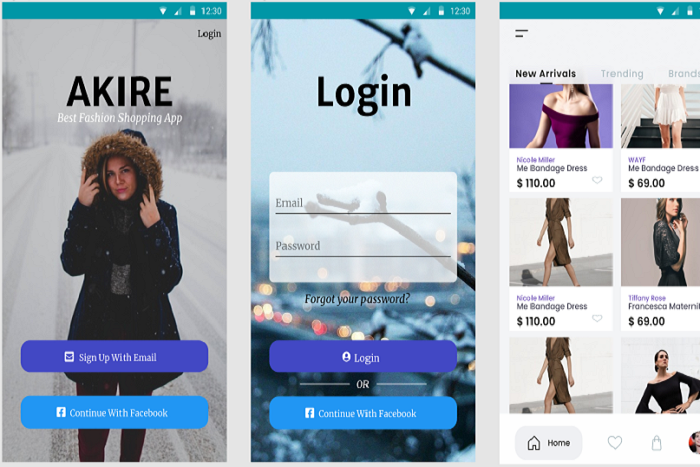 12:30
Login
AKIRE
Best Fashion Shopping App
Sign Up With Email
Continue With Facebook
12:30
Login
Email
Password
Forgot your password?
Login
OR
Continue With Facebook
New Arrivals
Trending
Brands
Nicole Miller
Me Bandage Dress
$ 110.00
WAYF
Me Bandage Dress
$ 69.00
Nicole Miller
Me Bandage Dress
$ 110.00
Tiffany Rose
Francesca Materni
$ 69.00
Home